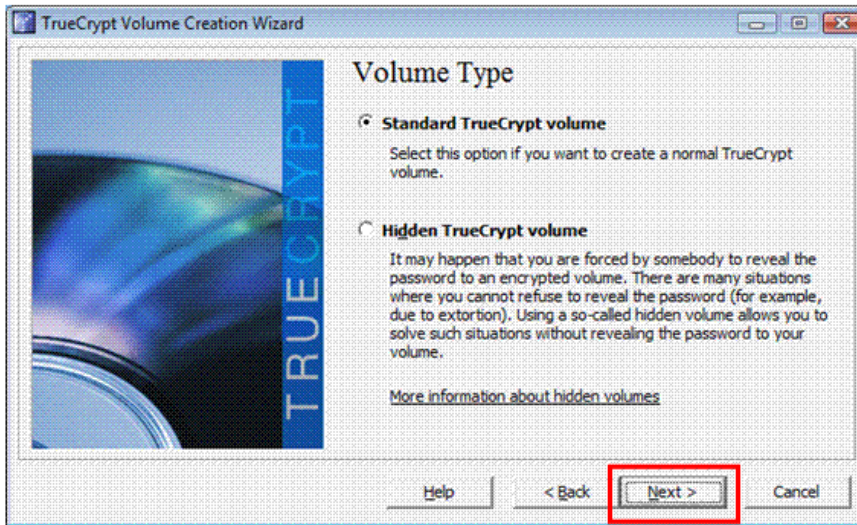 TrueCrypt Volume Creation Wizard
TRUECRYPT
Volume Type
Standard TrueCrypt volume
Select this option if you want to create a normal TrueCrypt
volume.
Hidden TrueCrypt volume
It may happen that you are forced by somebody to reveal the
password to an encrypted volume. There are many situations
where you cannot refuse to reveal the password (for example,
due to extortion). Using a so-called hidden volume allows you to
solve such situations without revealing the password to your
volume.
More information about hidden volumes
Help
< Back
Next >
Cancel